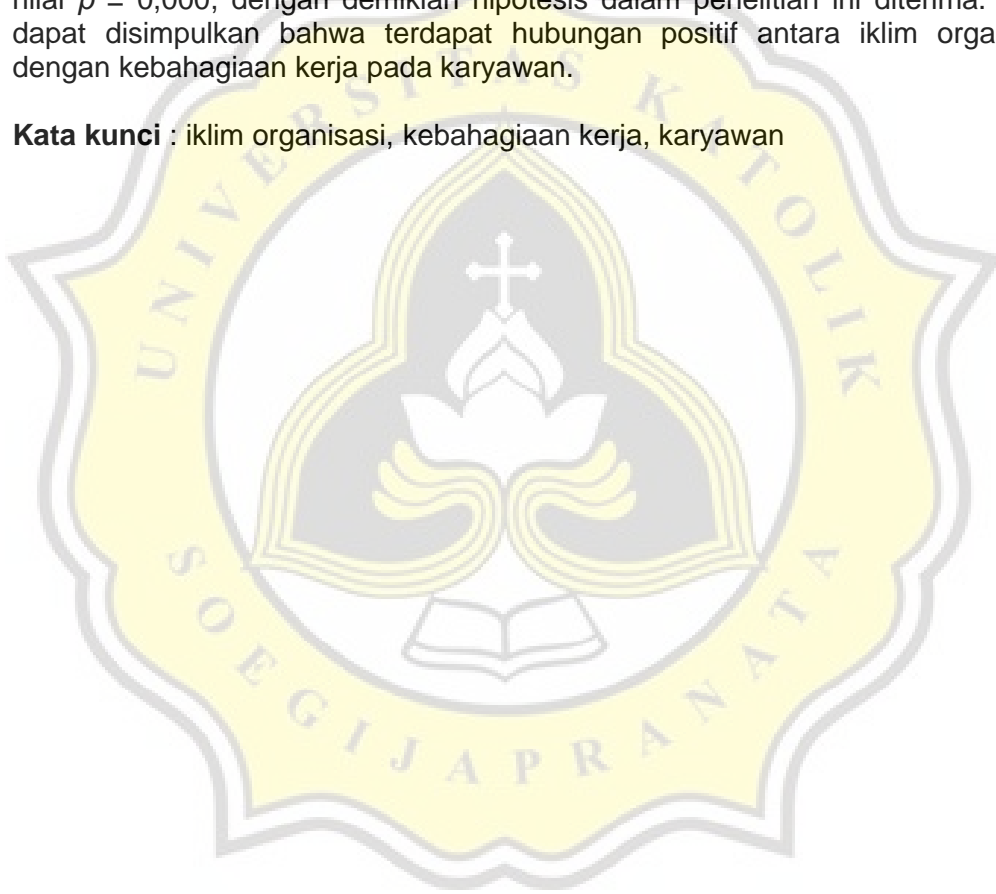 nilai p = 0,000, dengan demikian hipotesis dalam penelitian ini diterima.
dapat disimpulkan bahwa terdapat hubungan positif antara iklim orga
dengan kebahagiaan kerja pada karyawan.
Kata kunci : iklim organisasi, kebahagiaan kerja, karyawan
UNIVERSITAS KATOLIK
SOEGIJAPRANATA